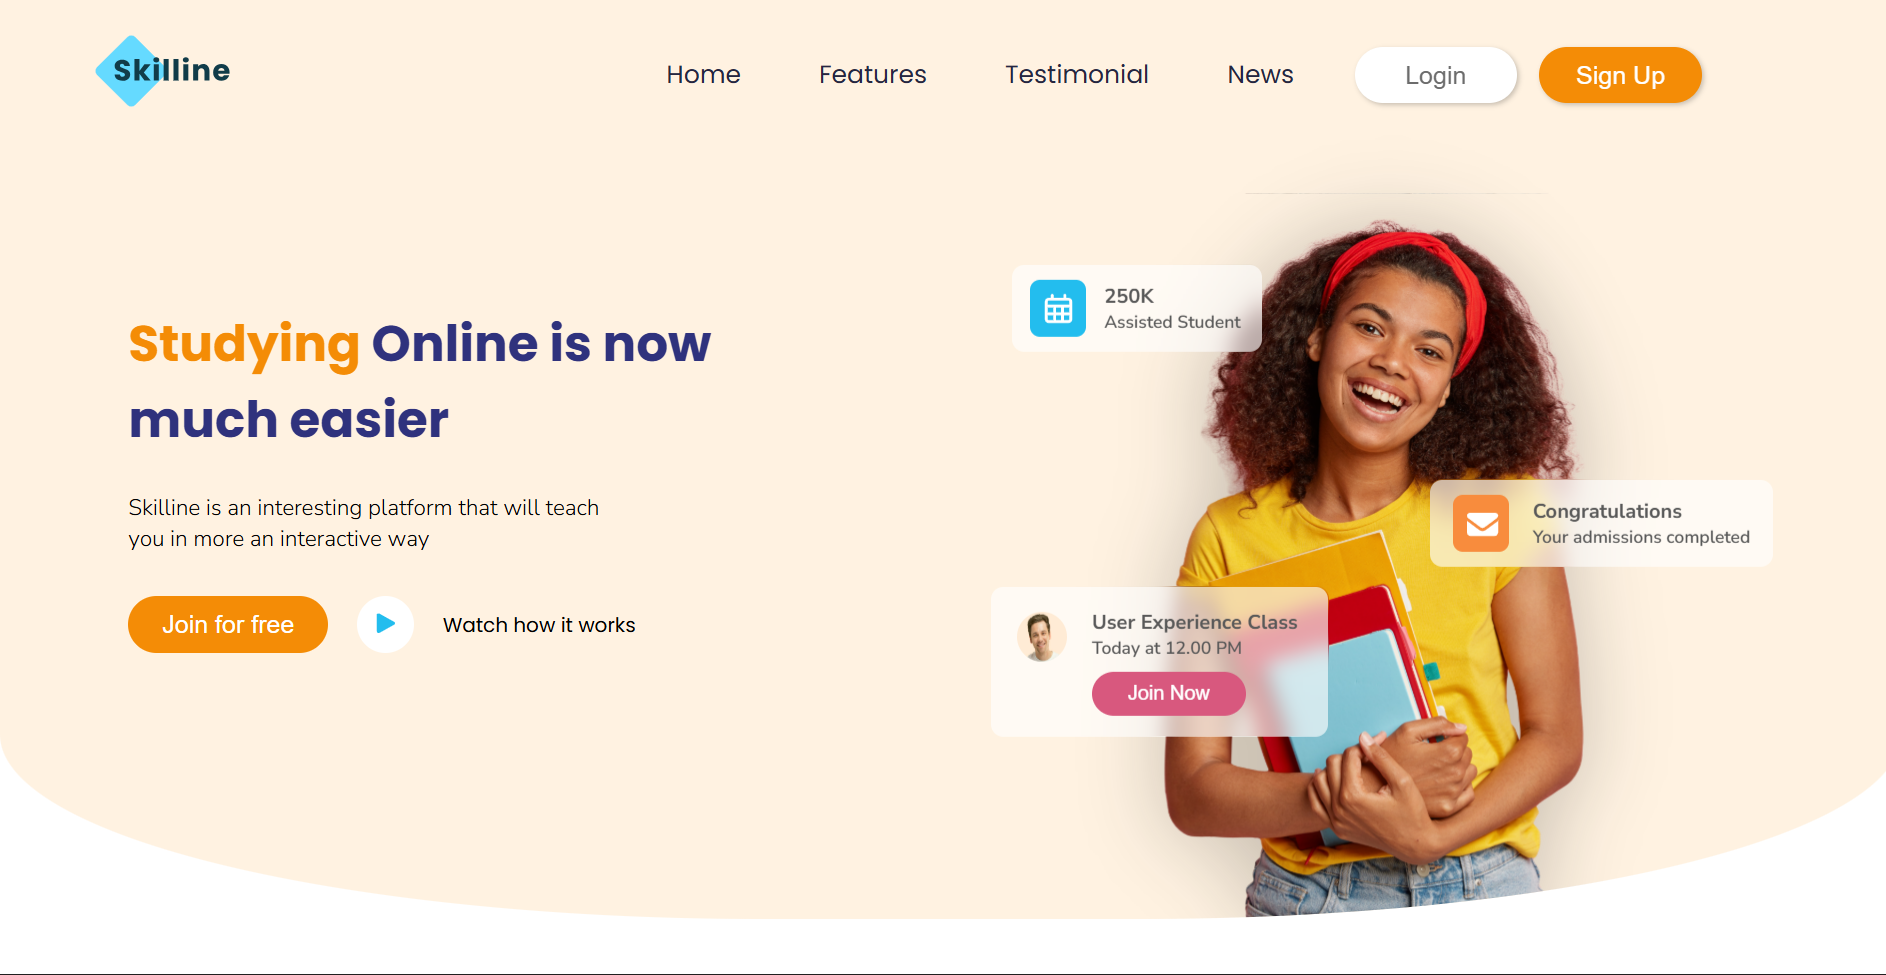 Skilline
Home
Features
Testimonial
News
Login
Sign Up
250K
Assisted Student
Studying Online is now
much easier
Congratulations
Your admissions completed
Skilline is an interesting platform that will teach
you in more an interactive way
Join for free
Watch how it works
User Experience Class
Today at 12.00 PM
Join Now